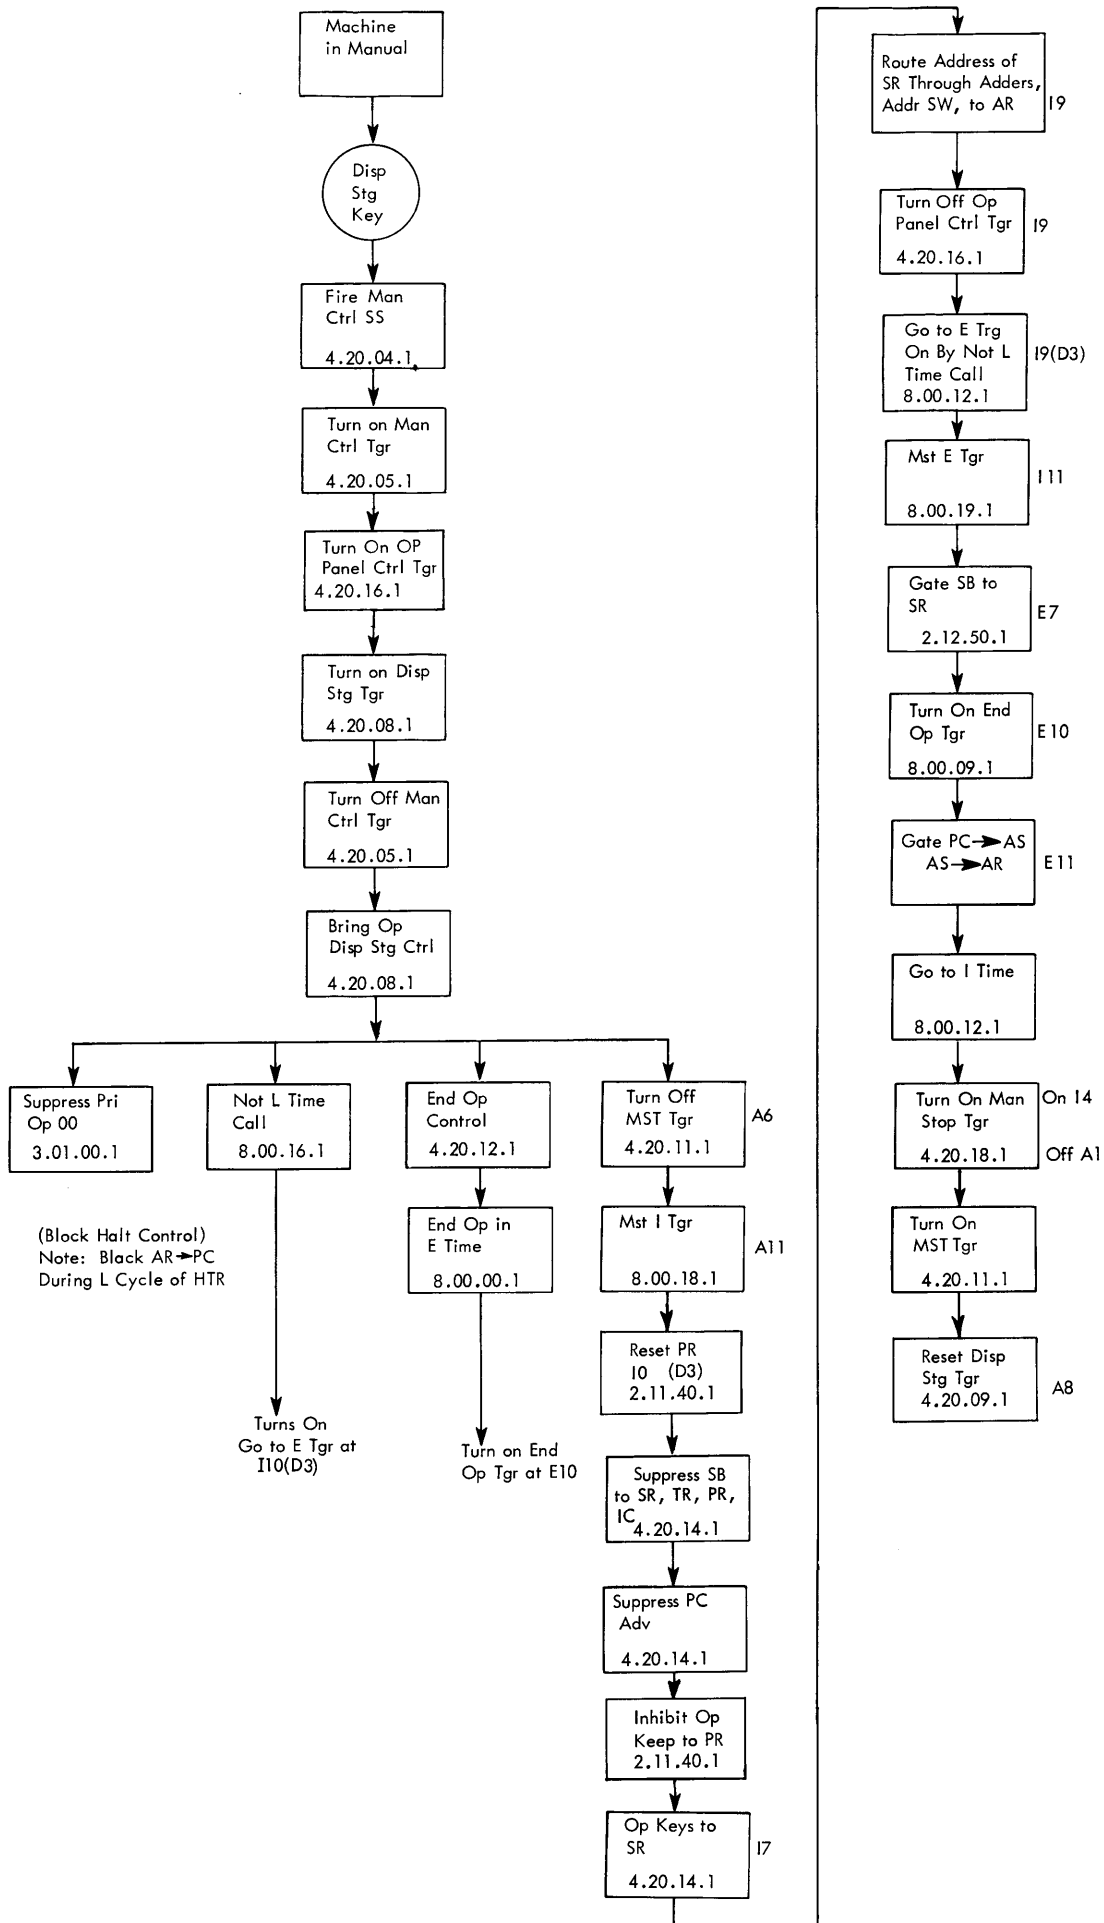 Machine
in Manual
Disp
Stg
Key
Fire Man
Ctrl SS
4.20.04.1
Turn on Man
Ctrl Tgr
4.20.05.1
Turn On OP
Panel Ctrl Tgr
4.20.16.1
Turn on Disp
Stg Tgr
4.20.08.1
Turn Off Man
Ctrl Tgr
4.20.05.1
Bring Op
Disp Stg Ctrl
4.20.08.1
Suppress Pri
Op 00
3.01.00.1
(Block Halt Control)
Note: Black AR→PC
During L Cycle of HTR
Not L Time
Call
8.00.16.1
Turns On
Go to E Tgr at
I10(D3)
End Op
Control
4.20.12.1
End Op in
E Time
8.00.00.1
Turn on End
Op Tgr at E10
Turn Off
MST Tgr
4.20.11.1
A6
Mst I Tgr
8.00.18.1
A11
Reset PR
I0 (D3)
2.11.40.1
Suppress SB
to SR, TR, PR,
IC
4.20.14.1
Suppress PC
Adv
4.20.14.1
Inhibit Op
Keep to PR
2.11.40.1
Op Keys to
SR
4.20.14.1
I7
Route Address of
SR Through Adders,
Addr SW, to AR
I9
Turn Off Op
Panel Ctrl Tgr
4.20.16.1
I9
Go to E Trg
On By Not L
Time Call
8.00.12.1
I9(D3)
Mst E Tgr
8.00.19.1
I11
Gate SB to
SR
2.12.50.1
E7
Turn On End
Op Tgr
8.00.09.1
E10
Gate PC→AS
AS→AR
E11
Go to I Time
8.00.12.1
Turn On Man
Stop Tgr
4.20.18.1
On I4
Off A1
Turn On
MST Tgr
4.20.11.1
Reset Disp
Stg Tgr
4.20.09.1
A8